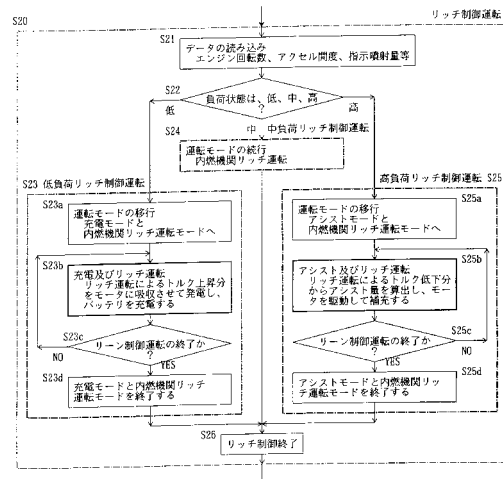 S20
リッチ制御運転
S21
データの読み込み
エンジン回転数、アクセル開度、指示噴射量等
S22
負荷状態は、低、中、高
?
低
高
S24
中 中負荷リッチ制御運転
運転モードの続行
内燃機関リッチ運転
S23 低負荷リッチ制御運転
S23a
運転モードの移行
充電モードと
内燃機関リッチ運転モードへ
S23b
充電及びリッチ運転
リッチ運転によるトルク上昇分
をモータに吸収させて発電し、
バッテリを充電する
S23c
リーン制御運転の終了か
?
NO
YES
S23d
充電モードと内燃機関リッチ
運転モードを終了する
高負荷リッチ制御運転 S25
S25a
運転モードの移行
アシストモードと
内燃機関リッチ運転モードへ
S25b
アシスト及びリッチ運転
リッチ運転によるトルク低下分
からアシスト量を算出し、モー
タを駆動して補充する
S25c
リーン制御運転の終了か
?
YES
NO
S25d
アシストモードと内燃機関リッ
チ運転モードを終了する
S26
リッチ制御終了